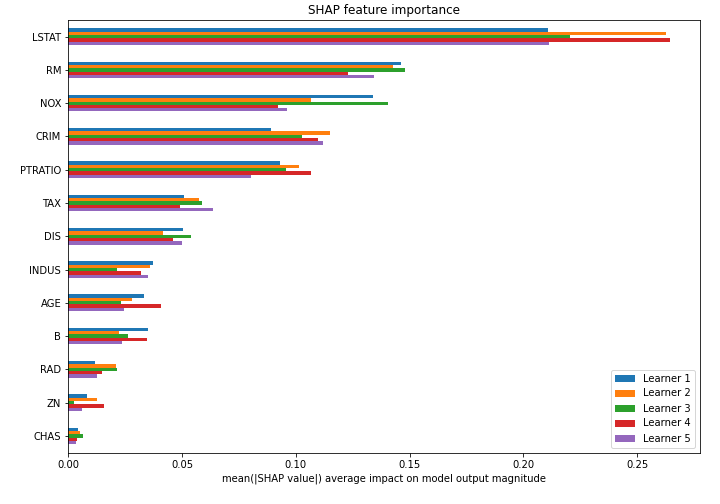 SHAP feature importance
LSTAT
RM
NOX
CRIM
PTRATIO
TAX
DIS
INDUS
AGE
B
RAD
ZN
CHAS
Learner 1
Learner 2
Learner 3
Learner 4
Learner 5
0.00 0.05 0.10 0.15 0.20 0.25
mean(|SHAP value|) average impact on model output magnitude